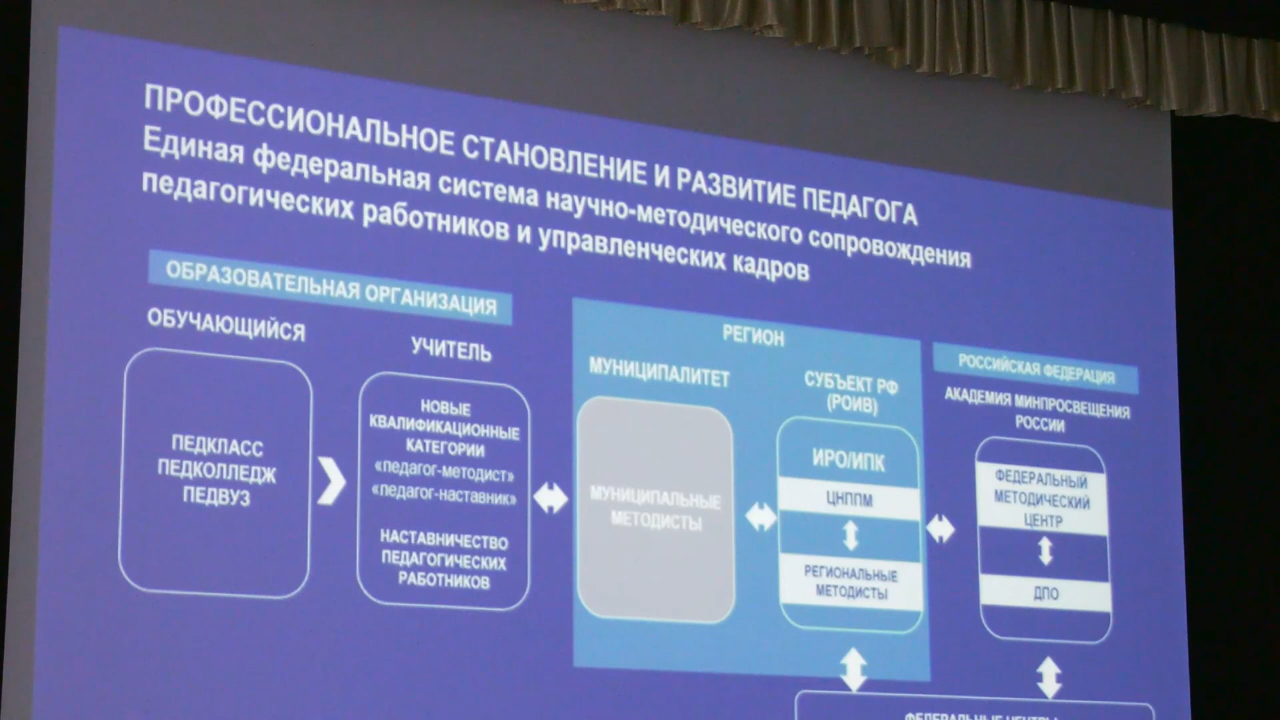 ПРОФЕССИОНАЛЬНОЕ СТАНОВЛЕНИЕ И РАЗВИТИЕ ПЕДАГОГА
Единая федеральная система научно-методического сопровождения
педагогических работников и управленческих кадров
ОБРАЗОВАТЕЛЬНАЯ ОРГАНИЗАЦИЯ
ОБУЧАЮЩИЙСЯ
ПЕДКЛАСС
ПЕДКОЛЛЕДЖ
ПЕДВУЗ
УЧИТЕЛЬ
НОВЫЕ
КВАЛИФИКАЦИОННЫЕ
КАТЕГОРИИ
«педагог-методист»
«педагог-наставник»
НАСТАВНИЧЕСТВО
ПЕДАГОГИЧЕСКИХ
РАБОТНИКОВ
РЕГИОН
МУНИЦИПАЛИТЕТ
МУНИЦИПАЛЬНЫЕ
МЕТОДИСТЫ
СУБЪЕКТ РФ
(РОИВ)
ИРО/ИПК
ЦНППМ
РЕГИОНАЛЬНЫЕ
МЕТОДИСТЫ
РОССИЙСКАЯ ФЕДЕРАЦИЯ
АКАДЕМИЯ МИНПРОСВЕЩЕНИЯ
РОССИИ
ФЕДЕРАЛЬНЫЙ
МЕТОДИЧЕСКИЙ
ЦЕНТР
ДПО
ФЕДЕРАЛЬНЫЕ ЦЕНТРЫ